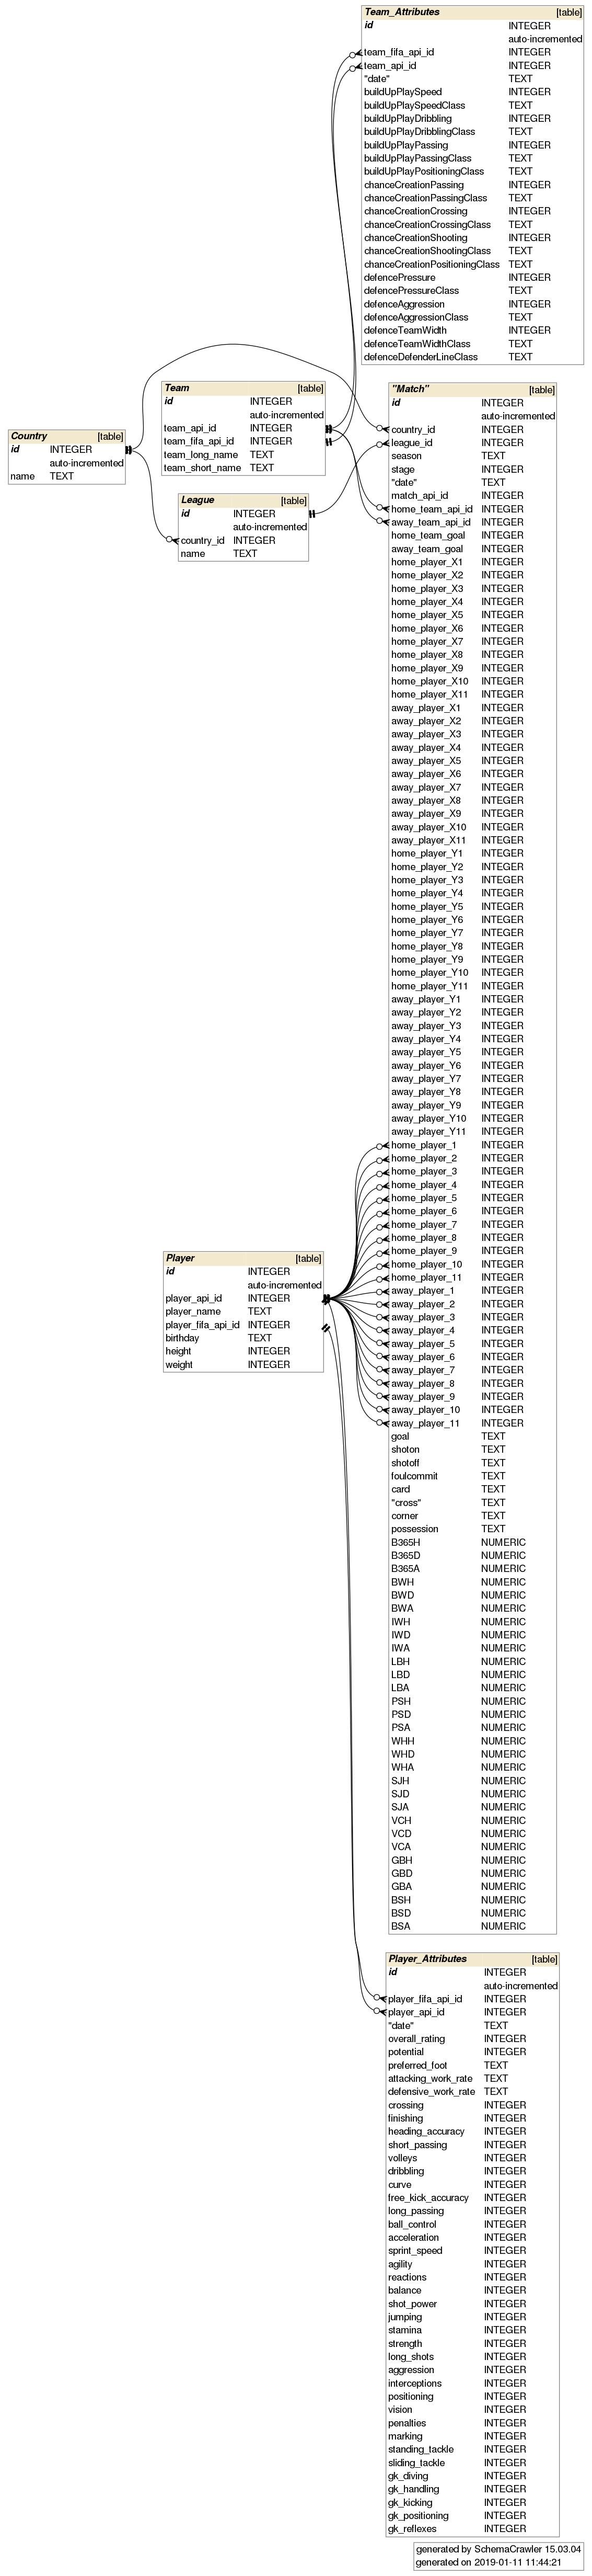 Team_Attributes [table]
id INTEGER
auto-incremented
team_fifa_api_id INTEGER
team_api_id INTEGER
"date" TEXT
buildUpPlaySpeed INTEGER
buildUpPlaySpeedClass TEXT
buildUpPlayDribbling INTEGER
buildUpPlayDribblingClass TEXT
buildUpPlayPassing INTEGER
buildUpPlayPassingClass TEXT
buildUpPlayPositioningClass TEXT
chanceCreationPassing INTEGER
chanceCreationPassingClass TEXT
chanceCreationCrossing INTEGER
chanceCreationCrossingClass TEXT
chanceCreationShooting INTEGER
chanceCreationShootingClass TEXT
chanceCreationPositioningClass TEXT
defencePressure INTEGER
defencePressureClass TEXT
defenceAggression INTEGER
defenceAggressionClass TEXT
defenceTeamWidth INTEGER
defenceTeamWidthClass TEXT
defenceDefenderLineClass TEXT
Team [table]
id INTEGER
auto-incremented
team_api_id INTEGER
team_fifa_api_id INTEGER
team_long_name TEXT
team_short_name TEXT
Country [table]
id INTEGER
auto-incremented
name TEXT
League [table]
id INTEGER
auto-incremented
country_id INTEGER
name TEXT
"Match" [table]
id INTEGER
auto-incremented
country_id INTEGER
league_id INTEGER
season TEXT
stage INTEGER
"date" TEXT
match_api_id INTEGER
home_team_api_id INTEGER
away_team_api_id INTEGER
home_team_goal INTEGER
away_team_goal INTEGER
home_player_X1 INTEGER
home_player_X2 INTEGER
home_player_X3 INTEGER
home_player_X4 INTEGER
home_player_X5 INTEGER
home_player_X6 INTEGER
home_player_X7 INTEGER
home_player_X8 INTEGER
home_player_X9 INTEGER
home_player_X10 INTEGER
home_player_X11 INTEGER
away_player_X1 INTEGER
away_player_X2 INTEGER
away_player_X3 INTEGER
away_player_X4 INTEGER
away_player_X5 INTEGER
away_player_X6 INTEGER
away_player_X7 INTEGER
away_player_X8 INTEGER
away_player_X9 INTEGER
away_player_X10 INTEGER
away_player_X11 INTEGER
home_player_Y1 INTEGER
home_player_Y2 INTEGER
home_player_Y3 INTEGER
home_player_Y4 INTEGER
home_player_Y5 INTEGER
home_player_Y6 INTEGER
home_player_Y7 INTEGER
home_player_Y8 INTEGER
home_player_Y9 INTEGER
home_player_Y10 INTEGER
home_player_Y11 INTEGER
away_player_Y1 INTEGER
away_player_Y2 INTEGER
away_player_Y3 INTEGER
away_player_Y4 INTEGER
away_player_Y5 INTEGER
away_player_Y6 INTEGER
away_player_Y7 INTEGER
away_player_Y8 INTEGER
away_player_Y9 INTEGER
away_player_Y10 INTEGER
away_player_Y11 INTEGER
home_player_1 INTEGER
home_player_2 INTEGER
home_player_3 INTEGER
home_player_4 INTEGER
home_player_5 INTEGER
home_player_6 INTEGER
home_player_7 INTEGER
home_player_8 INTEGER
home_player_9 INTEGER
home_player_10 INTEGER
home_player_11 INTEGER
away_player_1 INTEGER
away_player_2 INTEGER
away_player_3 INTEGER
away_player_4 INTEGER
away_player_5 INTEGER
away_player_6 INTEGER
away_player_7 INTEGER
away_player_8 INTEGER
away_player_9 INTEGER
away_player_10 INTEGER
away_player_11 INTEGER
goal TEXT
shoton TEXT
shotoff TEXT
foulcommit TEXT
card TEXT
"cross" TEXT
corner TEXT
possession TEXT
B365H NUMERIC
B365D NUMERIC
B365A NUMERIC
BWH NUMERIC
BWD NUMERIC
BWA NUMERIC
IWH NUMERIC
IWD NUMERIC
IWA NUMERIC
LBH NUMERIC
LBD NUMERIC
LBA NUMERIC
PSH NUMERIC
PSD NUMERIC
PSA NUMERIC
WHH NUMERIC
WHD NUMERIC
WHA NUMERIC
SJH NUMERIC
SJD NUMERIC
SJA NUMERIC
VCH NUMERIC
VCD NUMERIC
VCA NUMERIC
GBH NUMERIC
GBD NUMERIC
GBA NUMERIC
BSH NUMERIC
BSD NUMERIC
BSA NUMERIC
Player [table]
id INTEGER
auto-incremented
player_api_id INTEGER
player_name TEXT
player_fifa_api_id INTEGER
birthday TEXT
height INTEGER
weight INTEGER
Player_Attributes [table]
id INTEGER
auto-incremented
player_fifa_api_id INTEGER
player_api_id INTEGER
"date" TEXT
overall_rating INTEGER
potential INTEGER
preferred_foot TEXT
attacking_work_rate TEXT
defensive_work_rate TEXT
crossing INTEGER
finishing INTEGER
heading_accuracy INTEGER
short_passing INTEGER
volleys INTEGER
dribbling INTEGER
curve INTEGER
free_kick_accuracy INTEGER
long_passing INTEGER
ball_control INTEGER
acceleration INTEGER
sprint_speed INTEGER
agility INTEGER
reactions INTEGER
balance INTEGER
shot_power INTEGER
jumping INTEGER
stamina INTEGER
strength INTEGER
long_shots INTEGER
aggression INTEGER
interceptions INTEGER
positioning INTEGER
vision INTEGER
penalties INTEGER
marking INTEGER
standing_tackle INTEGER
sliding_tackle INTEGER
gk_diving INTEGER
gk_handling INTEGER
gk_kicking INTEGER
gk_positioning INTEGER
gk_reflexes INTEGER
generated by SchemaCrawler 15.03.04
generated on 2019-01-11 11:44:21